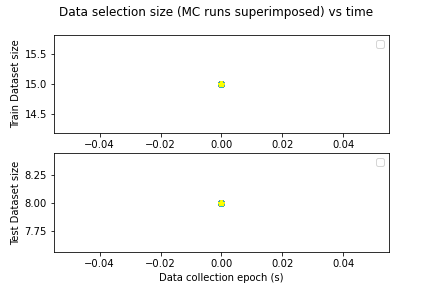 Data selection size (MC runs superimposed) vs time
Train Dataset size
15.5
15.0
14.5
−0.04 −0.02 0.00 0.02 0.04
Test Dataset size
8.25
8.00
7.75
−0.04 −0.02 0.00 0.02 0.04
Data collection epoch (s)